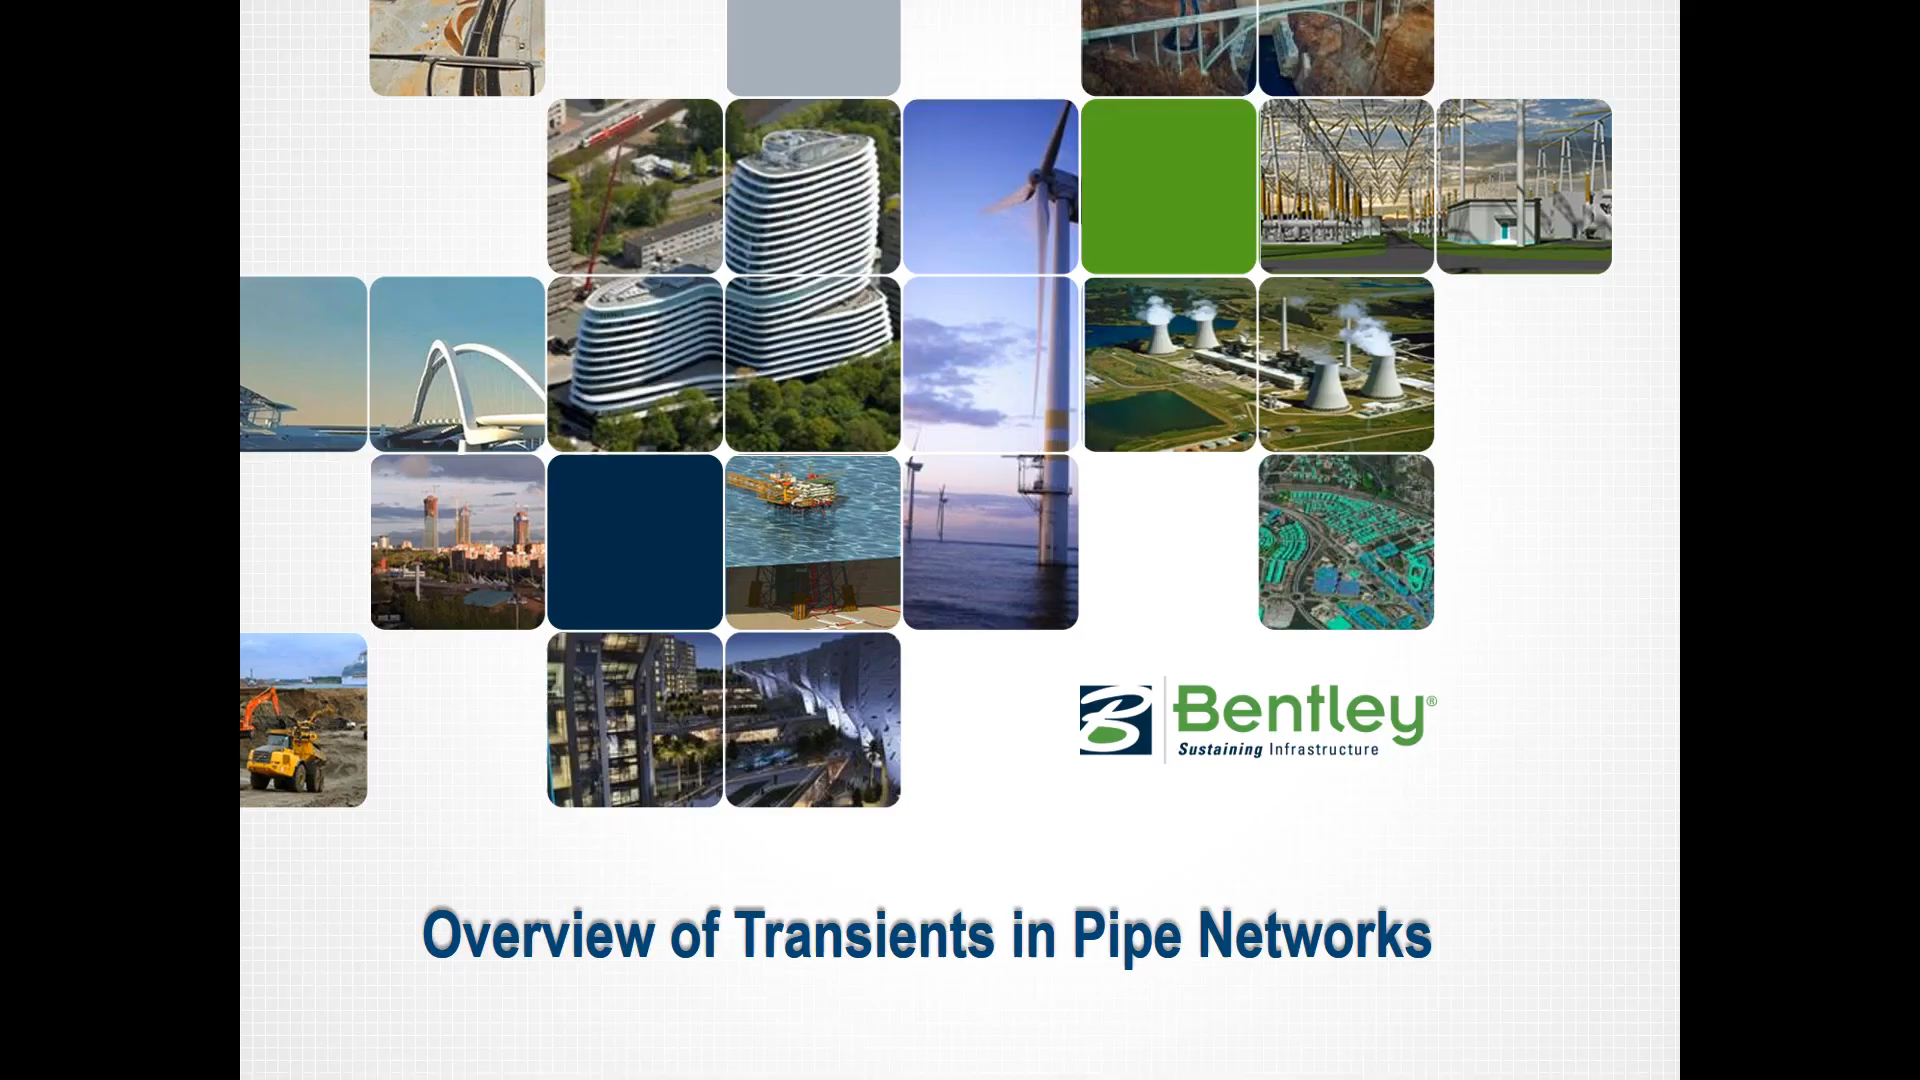 Bentley®
Sustaining Infrastructure
Overview of Transients in Pipe Networks